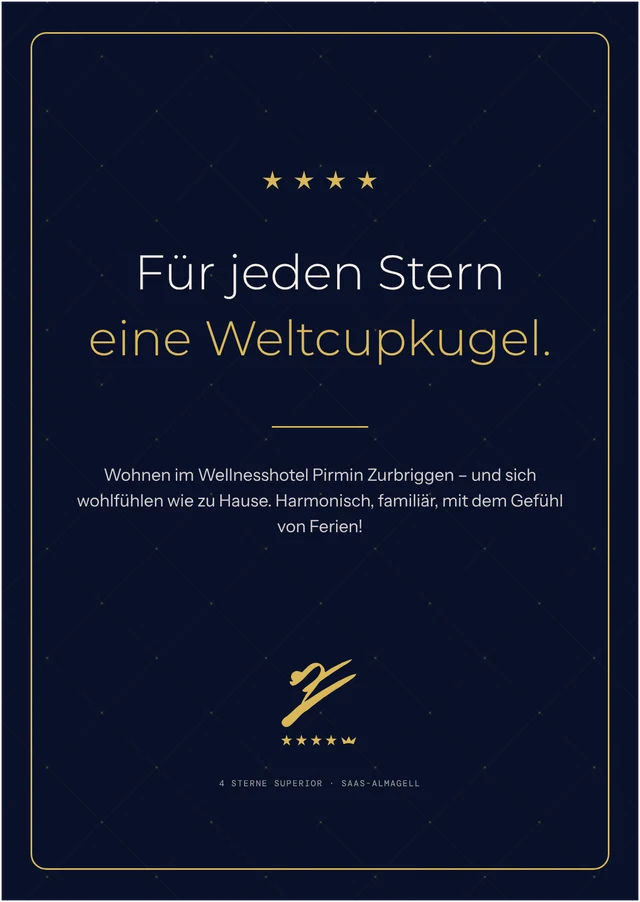 Für jeden Stern
eine Weltcupkugel.
Wohnen im Wellnesshotel Pirmin Zurbriggen – und sich
wohlfühlen wie zu Hause. Harmonisch, familiär, mit dem Gefühl
von Ferien!
4 STERNE SUPERIOR · SAAS-ALMAGELL